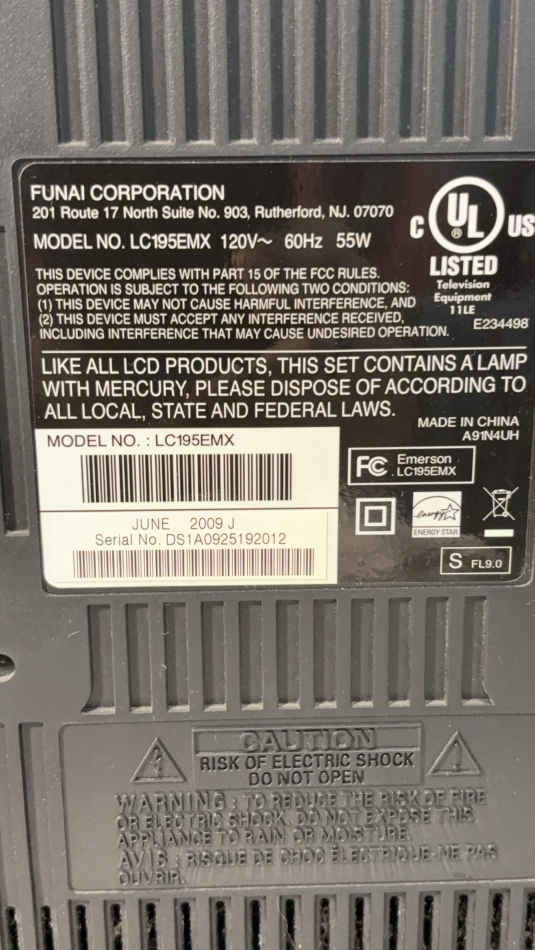 FUNAI CORPORATION
201 Route 17 North Suite No. 903, Rutherford, NJ. 07070
MODEL NO. LC195EMX 120V~ 60Hz 55W
C UL US
®
LISTED
Television
Equipment
11LE
E234498
THIS DEVICE COMPLIES WITH PART 15 OF THE FCC RULES.
OPERATION IS SUBJECT TO THE FOLLOWING TWO CONDITIONS:
(1) THIS DEVICE MAY NOT CAUSE HARMFUL INTERFERENCE, AND
(2) THIS DEVICE MUST ACCEPT ANY INTERFERENCE RECEIVED,
INCLUDING INTERFERENCE THAT MAY CAUSE UNDESIRED OPERATION.
LIKE ALL LCD PRODUCTS, THIS SET CONTAINS A LAMP
WITH MERCURY, PLEASE DISPOSE OF ACCORDING TO
ALL LOCAL, STATE AND FEDERAL LAWS.
MADE IN CHINA
A91N4UH
MODEL NO. : LC195EMX
FC Emerson
LC195EMX
JUNE 2009 J
Serial No. DS1A0925192012
energy
ENERGY STAR
S FL9.0
CAUTION
RISK OF ELECTRIC SHOCK
DO NOT OPEN
WARNING : TO REDUCE THE RISK OF FIRE
OR ELECTRIC SHOCK, DO NOT EXPOSE THIS
APPLIANCE TO RAIN OR MOISTURE.
AVIS : RISQUE DE CHOC ÉLECTRIQUE-NE PAS
OUVRIR.